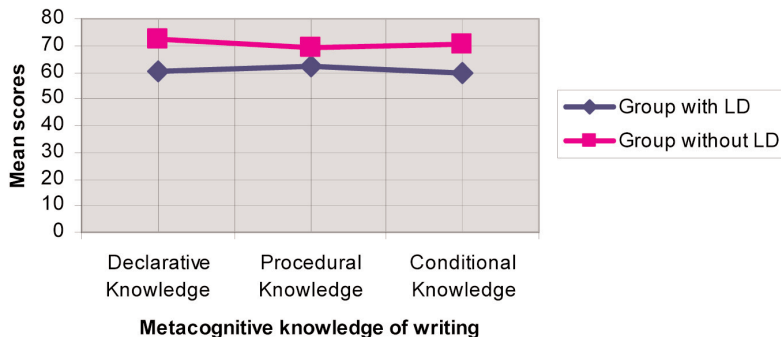 80
70
60
50
40
30
20
10
0
Mean scores
Declarative
Knowledge
Procedural
Knowledge
Conditional
Knowledge
Metacognitive knowledge of writing
Group with LD
Group without LD